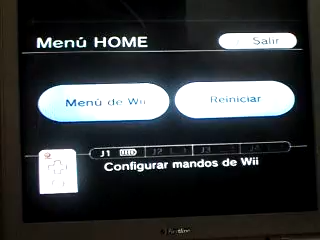 Menú HOME
Salir
Menú de Wii
Reiniciar
J1 J2 J3 J4
Configurar mandos de Wii